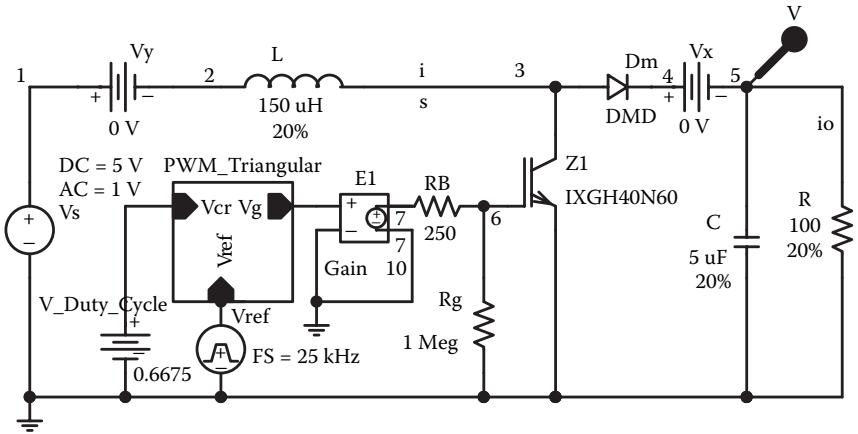 V
Vy
L
Dm
Vx
1
2
i
3
4
5
+
−
s
+
−
150 uH
20%
DMD
0 V
0 V
io
DC = 5 V
AC = 1 V
Vs
PWM_Triangular
E1
RB
Z1
IXGH40N60
+
−
Vcr
Vg
+
−
+
−
7
6
250
7
Vref
Gain
10
C
5 uF
20%
R
100
20%
V_Duty_Cycle
+
−
Vref
Rg
1 Meg
+
−
FS = 25 kHz
0.6675